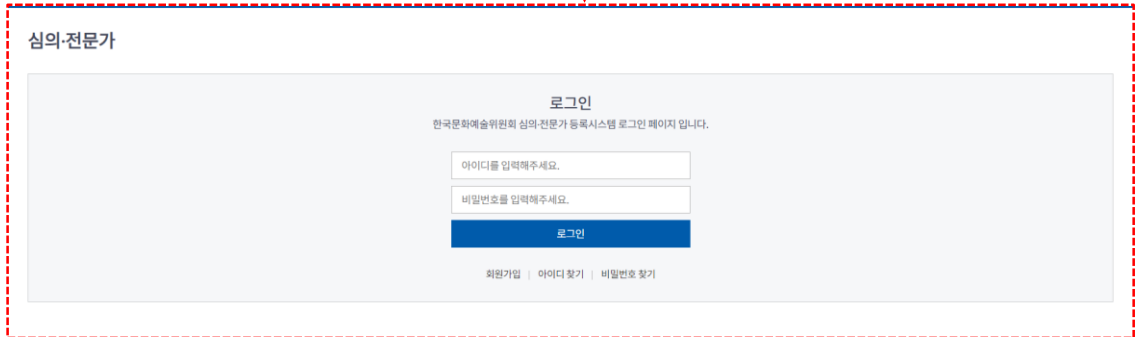 심의·전문가
로그인
한국문화예술위원회 심의·전문가 등록시스템 로그인 페이지 입니다.
아이디를 입력해주세요.
비밀번호를 입력해주세요.
로그인
회원가입 | 아이디 찾기 | 비밀번호 찾기